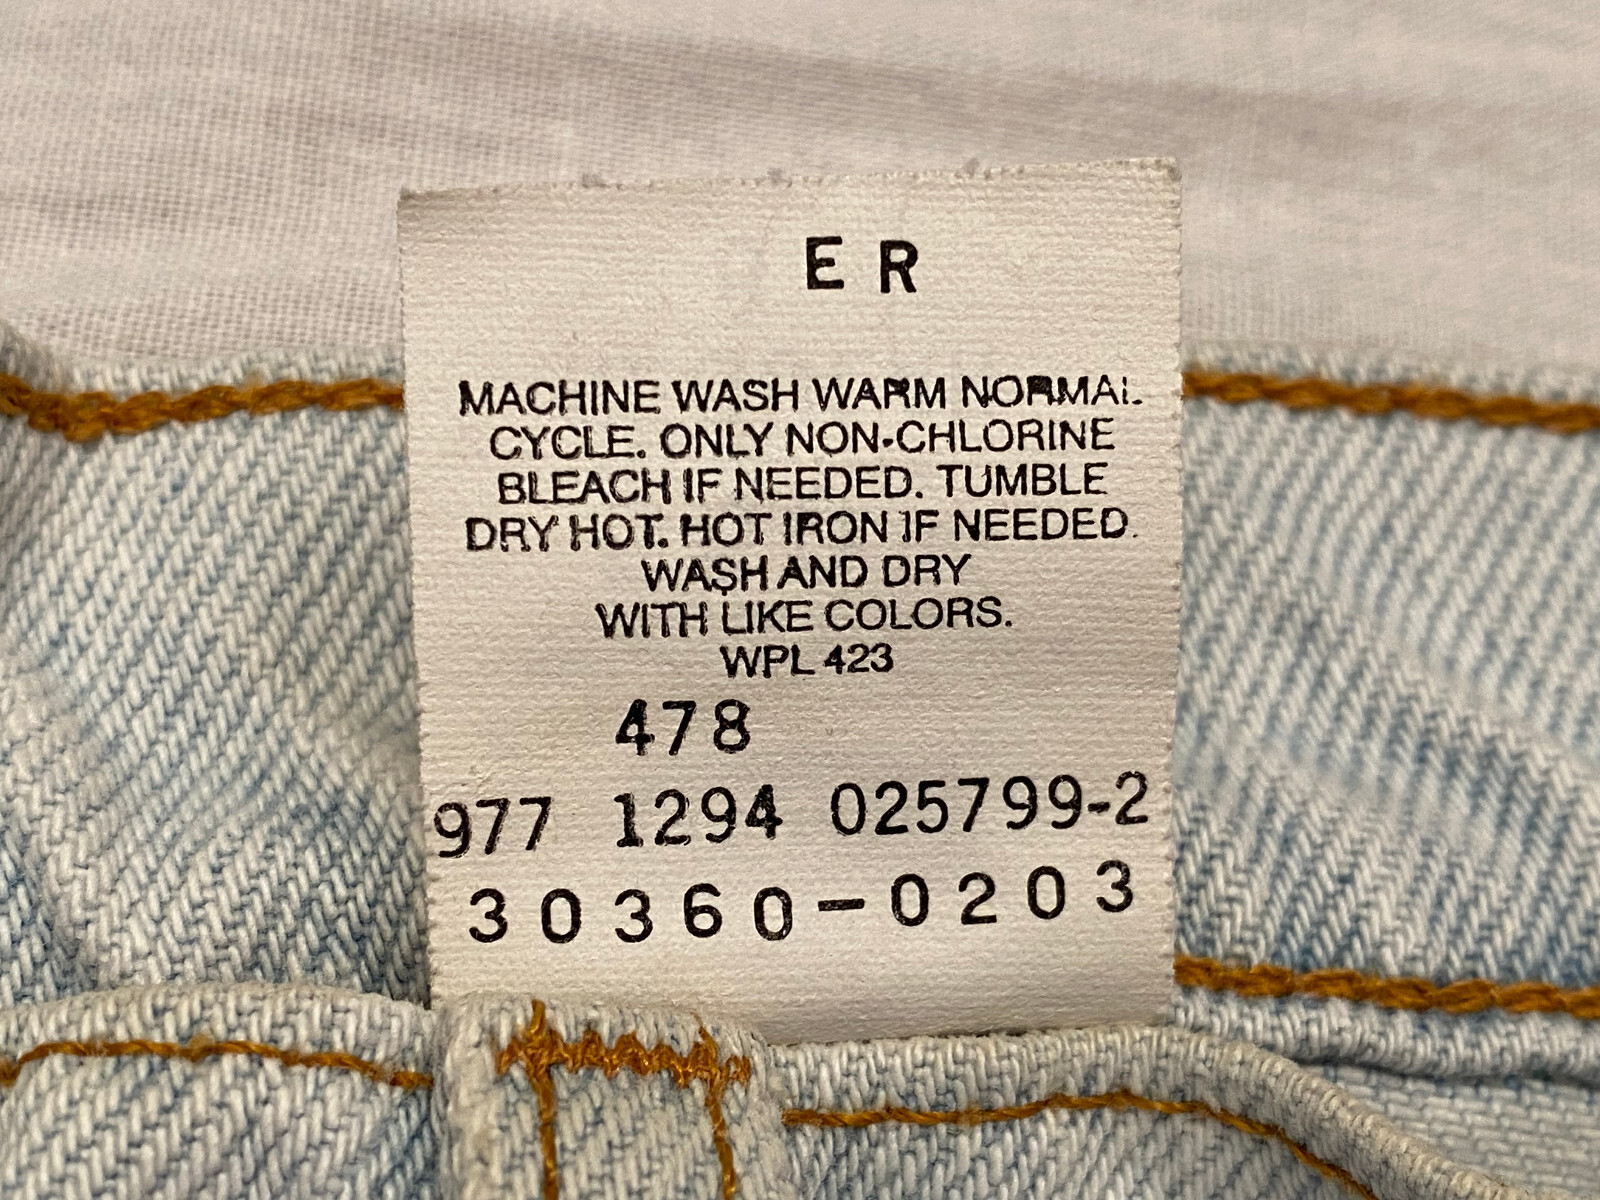 E R
MACHINE WASH WARM NORMAL
CYCLE. ONLY NON-CHLORINE
BLEACH IF NEEDED. TUMBLE
DRY HOT. HOT IRON IF NEEDED.
WASH AND DRY
WITH LIKE COLORS.
WPL 423
478
977 1294 025799-2
30360-0203